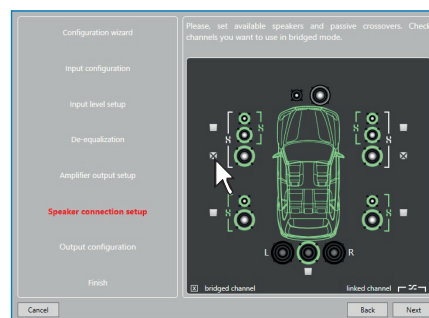 Configuration wizard
Input configuration
Input level setup
De-equalization
Amplifier output setup
Speaker connection setup
Output configuration
Finish
Please, set available speakers and passive crossovers. Check
channels you want to use in bridged mode.
L R
X bridged channel linked channel
Cancel Back Next